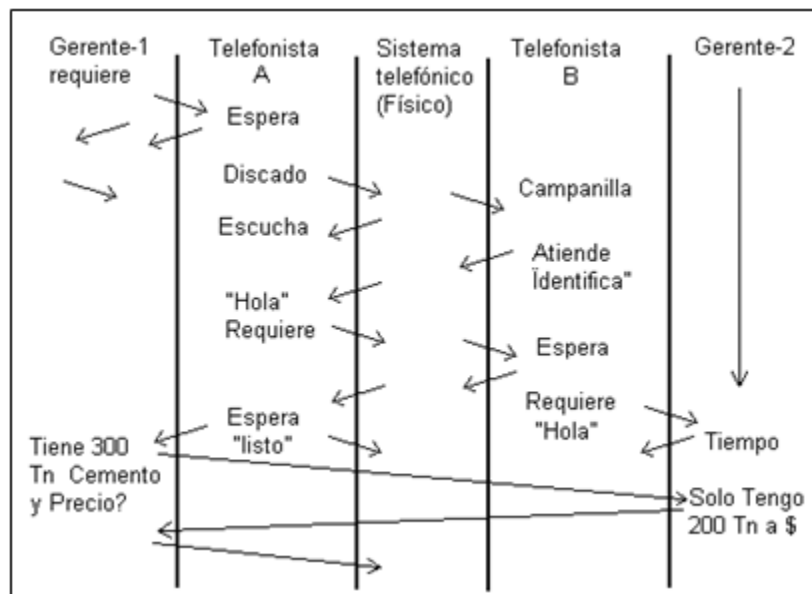 Gerente-1
requiere
Telefonista
A
Sistema
telefónico
(Físico)
Telefonista
B
Gerente-2
Espera
Discado
Campanilla
Escucha
Atiende
Ïdentifica"
"Hola"
Requiere
Espera
Requiere
"Hola"
Espera
"listo"
Tiempo
Tiene 300
Tn Cemento
y Precio?
Solo Tengo
200 Tn a $